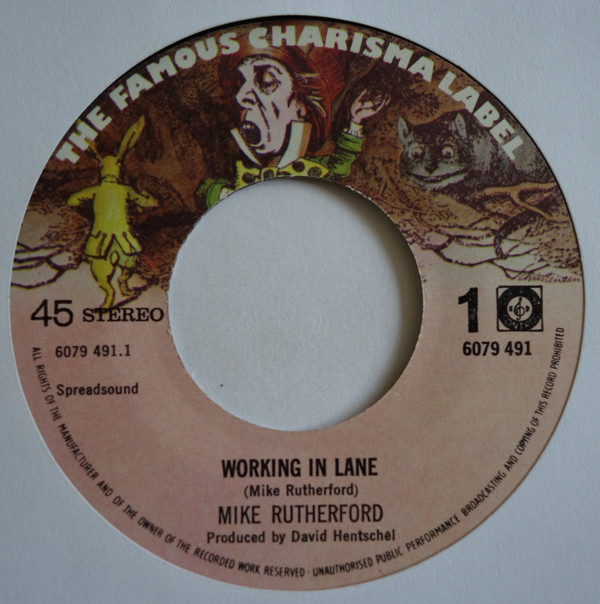 THE FAMOUS CHARISMA LABEL
45 STEREO
1
6079 491.1
6079 491
Spreadsound
WORKING IN LANE
(Mike Rutherford)
MIKE RUTHERFORD
Produced by David Hentschel
ALL RIGHTS OF THE MANUFACTURER AND OF THE OWNER OF THE RECORDED WORK RESERVED · UNAUTHORISED PUBLIC PERFORMANCE BROADCASTING AND COPYING OF THIS RECORD PROHIBITED